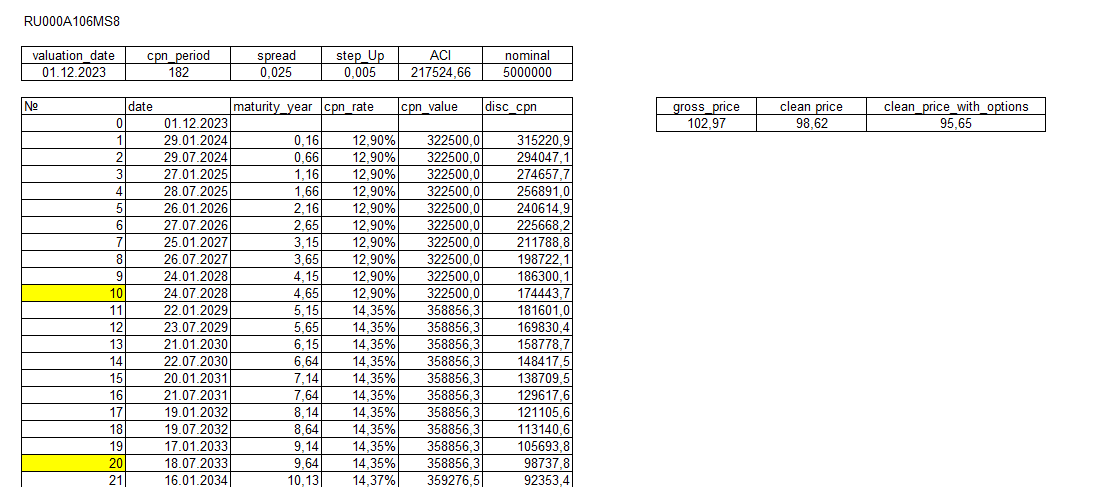 RU000A106MS8
valuation_date cpn_period spread step_Up ACI nominal
01.12.2023 182 0,025 0,005 217524,66 5000000
№ date maturity_year cpn_rate cpn_value disc_cpn gross_price clean price clean_price_with_options
0 01.12.2023 102,97 98,62 95,65
1 29.01.2024 0,16 12,90% 322500,0 315220,9
2 29.07.2024 0,66 12,90% 322500,0 294047,1
3 27.01.2025 1,16 12,90% 322500,0 274657,7
4 28.07.2025 1,66 12,90% 322500,0 256891,0
5 26.01.2026 2,16 12,90% 322500,0 240614,9
6 27.07.2026 2,65 12,90% 322500,0 225668,2
7 25.01.2027 3,15 12,90% 322500,0 211788,8
8 26.07.2027 3,65 12,90% 322500,0 198722,1
9 24.01.2028 4,15 12,90% 322500,0 186300,1
10 24.07.2028 4,65 12,90% 322500,0 174443,7
11 22.01.2029 5,15 14,35% 358856,3 181601,0
12 23.07.2029 5,65 14,35% 358856,3 169830,4
13 21.01.2030 6,15 14,35% 358856,3 158778,7
14 22.07.2030 6,64 14,35% 358856,3 148417,5
15 20.01.2031 7,14 14,35% 358856,3 138709,5
16 21.07.2031 7,64 14,35% 358856,3 129617,6
17 19.01.2032 8,14 14,35% 358856,3 121105,6
18 19.07.2032 8,64 14,35% 358856,3 113140,6
19 17.01.2033 9,14 14,35% 358856,3 105693,8
20 18.07.2033 9,64 14,35% 358856,3 98737,8
21 16.01.2034 10,13 14,37% 359276,5 92353,4